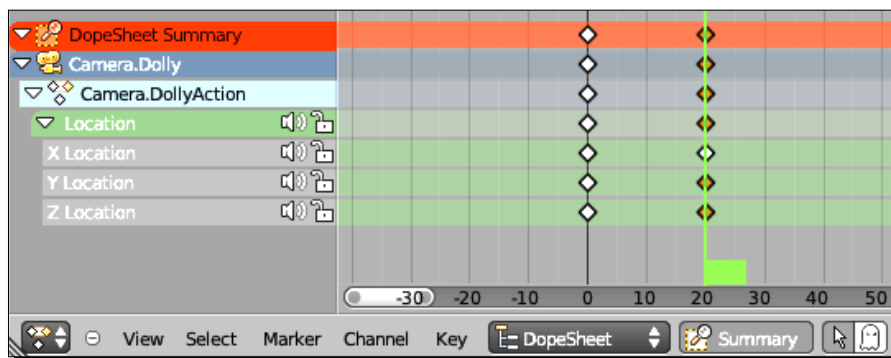 DopeSheet Summary
Camera.Dolly
Camera.DollyAction
Location
X Location
Y Location
Z Location
-30 -20 -10 0 10 20 30 40 50
View Select Marker Channel Key DopeSheet Summary